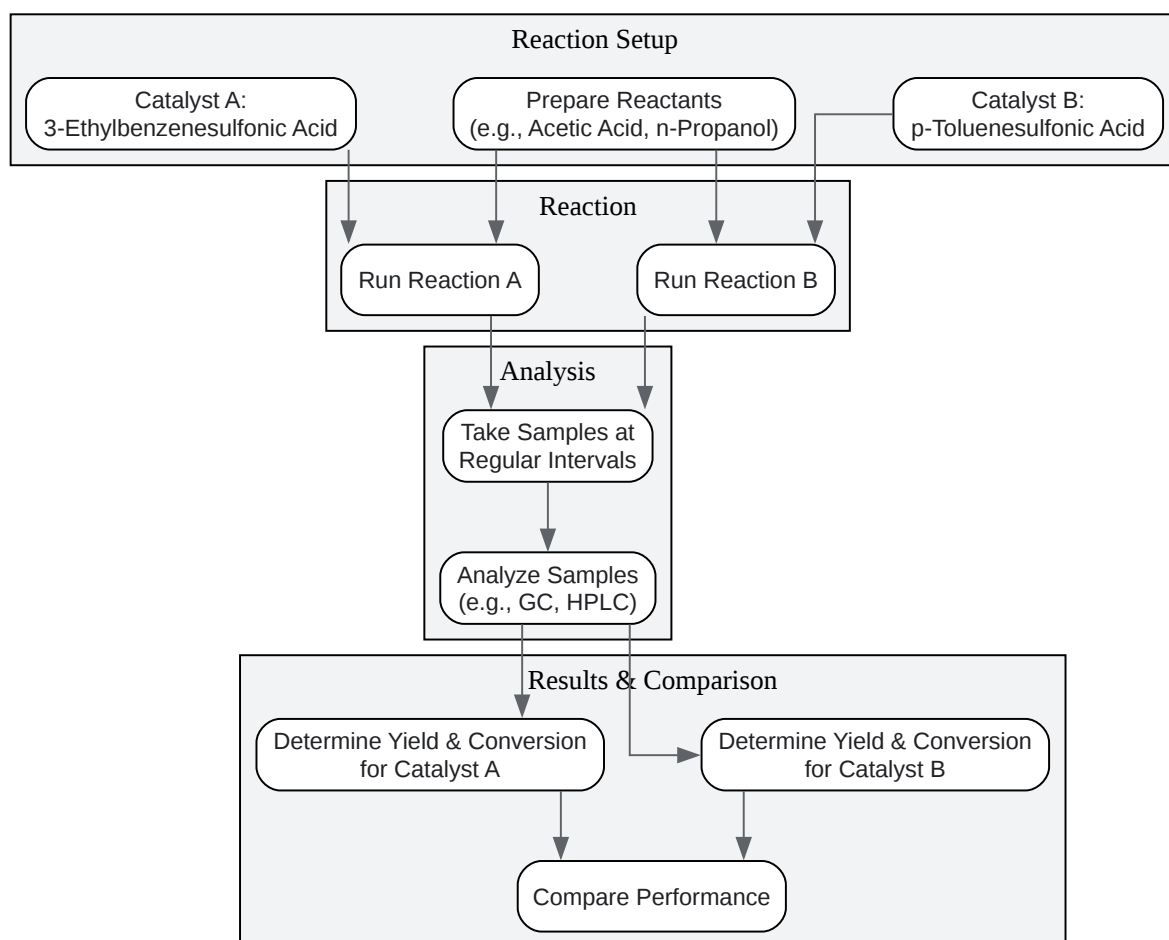 Reaction Setup
Catalyst A:
3-Ethylbenzenesulfonic Acid
Prepare Reactants
(e.g., Acetic Acid, n-Propanol)
Catalyst B:
p-Toluenesulfonic Acid
Reaction
Run Reaction A
Run Reaction B
Analysis
Take Samples at
Regular Intervals
Analyze Samples
(e.g., GC, HPLC)
Results & Comparison
Determine Yield & Conversion
for Catalyst A
Determine Yield & Conversion
for Catalyst B
Compare Performance